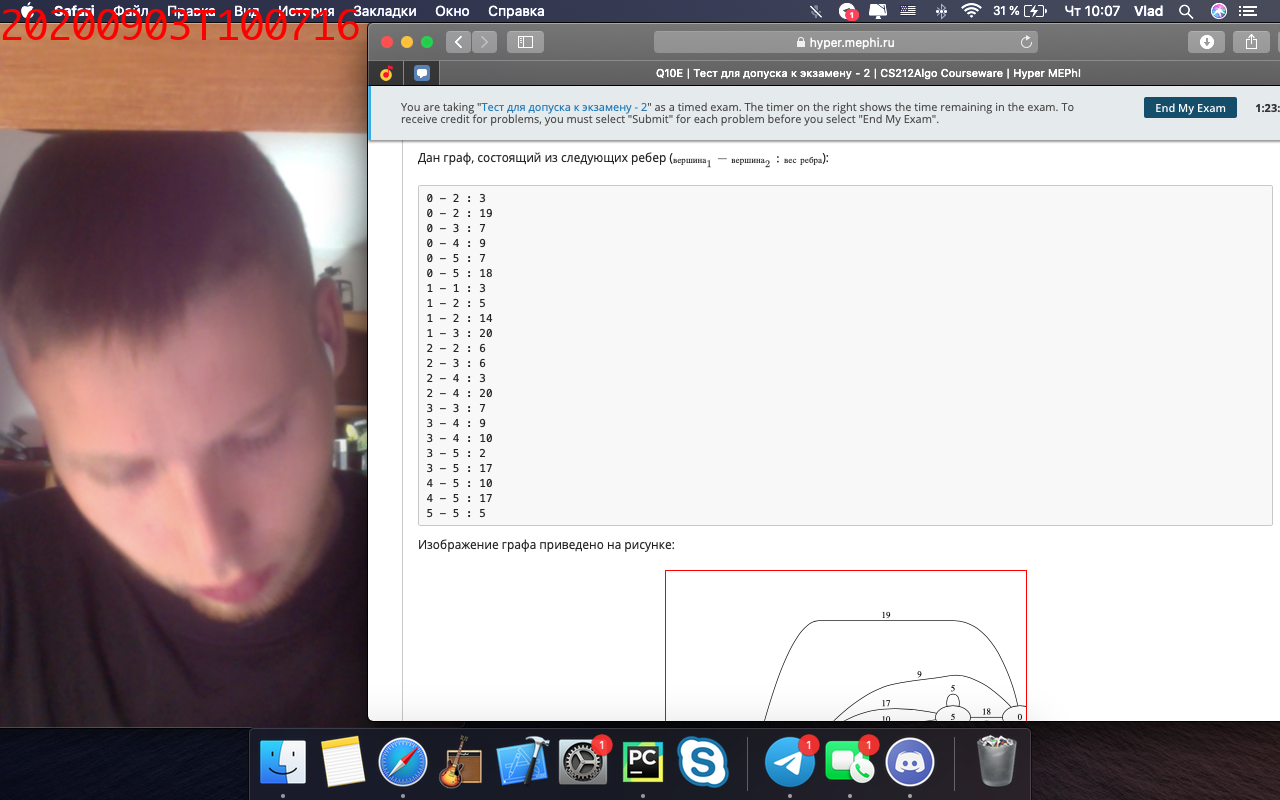 20200903T100716
Safari Файл Правка Вид История Закладки Окно Справка
1
31 %
Чт 10:07 Vlad
hyper.mephi.ru
Q10E | Тест для допуска к экзамену - 2 | CS212Algo Courseware | Hyper MEPhI
You are taking "Тест для допуска к экзамену - 2" as a timed exam. The timer on the right shows the time remaining in the exam. To
receive credit for problems, you must select "Submit" for each problem before you select "End My Exam".
End My Exam
1:23:
Дан граф, состоящий из следующих ребер (вершина1 − вершина2 : вес ребра):
0 - 2 : 3
0 - 2 : 19
0 - 3 : 7
0 - 4 : 9
0 - 5 : 7
0 - 5 : 18
1 - 1 : 3
1 - 2 : 5
1 - 2 : 14
1 - 3 : 20
2 - 2 : 6
2 - 3 : 6
2 - 4 : 3
2 - 4 : 20
3 - 3 : 7
3 - 4 : 9
3 - 4 : 10
3 - 5 : 2
3 - 5 : 17
4 - 5 : 10
4 - 5 : 17
5 - 5 : 5
Изображение графа приведено на рисунке:
19
9
5
17
18
10
5
0
1
PC
1
1